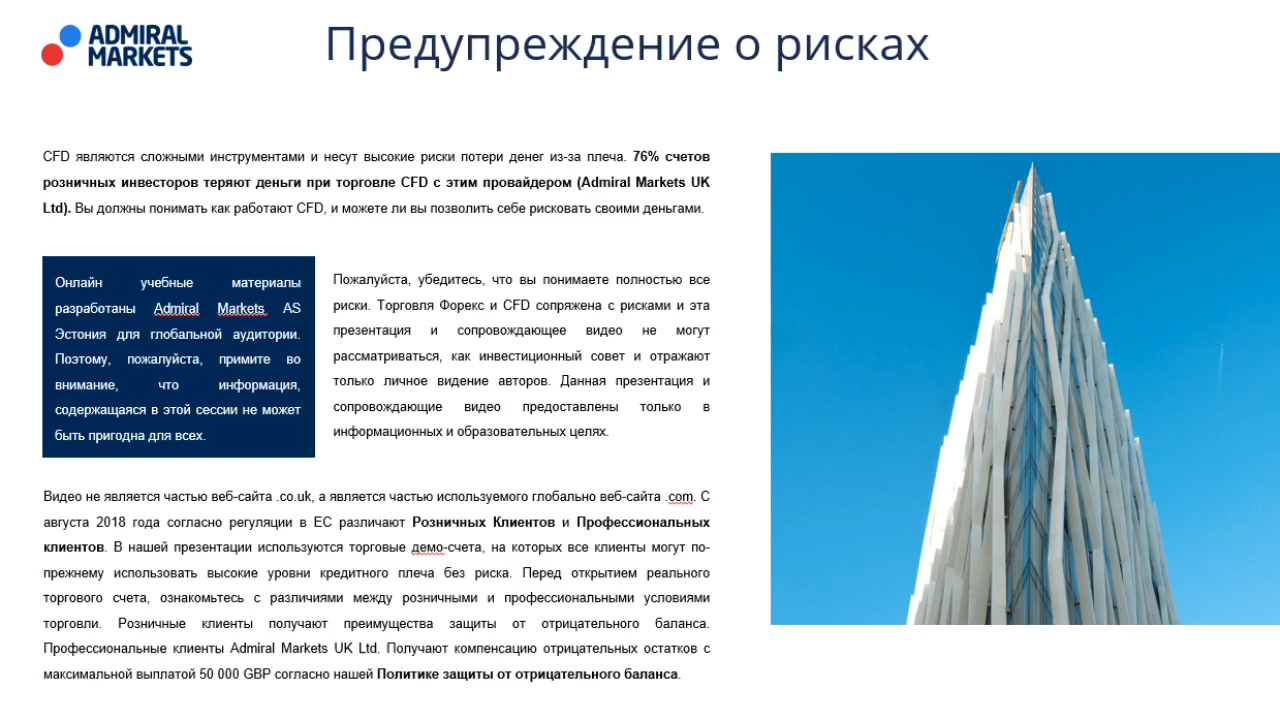 ADMIRAL
MARKETS
Предупреждение о рисках
CFD являются сложными инструментами и несут высокие риски потери денег из-за плеча. 76% счетов
розничных инвесторов теряют деньги при торговле CFD с этим провайдером (Admiral Markets UK
Ltd). Вы должны понимать как работают CFD, и можете ли вы позволить себе рисковать своими деньгами.
Онлайн учебные материалы
разработаны Admiral Markets AS
Эстония для глобальной аудитории.
Поэтому, пожалуйста, примите во
внимание, что информация,
содержащаяся в этой сессии не может
быть пригодна для всех.
Пожалуйста, убедитесь, что вы понимаете полностью все
риски. Торговля Форекс и CFD сопряжена с рисками и эта
презентация и сопровождающее видео не могут
рассматриваться, как инвестиционный совет и отражают
только личное видение авторов. Данная презентация и
сопровождающие видео предоставлены только в
информационных и образовательных целях.
Видео не является частью веб-сайта .co.uk, а является частью используемого глобально веб-сайта .com. С
августа 2018 года согласно регуляции в ЕС различают Розничных Клиентов и Профессиональных
клиентов. В нашей презентации используются торговые демо-счета, на которых все клиенты могут по-
прежнему использовать высокие уровни кредитного плеча без риска. Перед открытием реального
торгового счета, ознакомьтесь с различиями между розничными и профессиональными условиями
торговли. Розничные клиенты получают преимущества защиты от отрицательного баланса.
Профессиональные клиенты Admiral Markets UK Ltd. Получают компенсацию отрицательных остатков с
максимальной выплатой 50 000 GBP согласно нашей Политике защиты от отрицательного баланса.